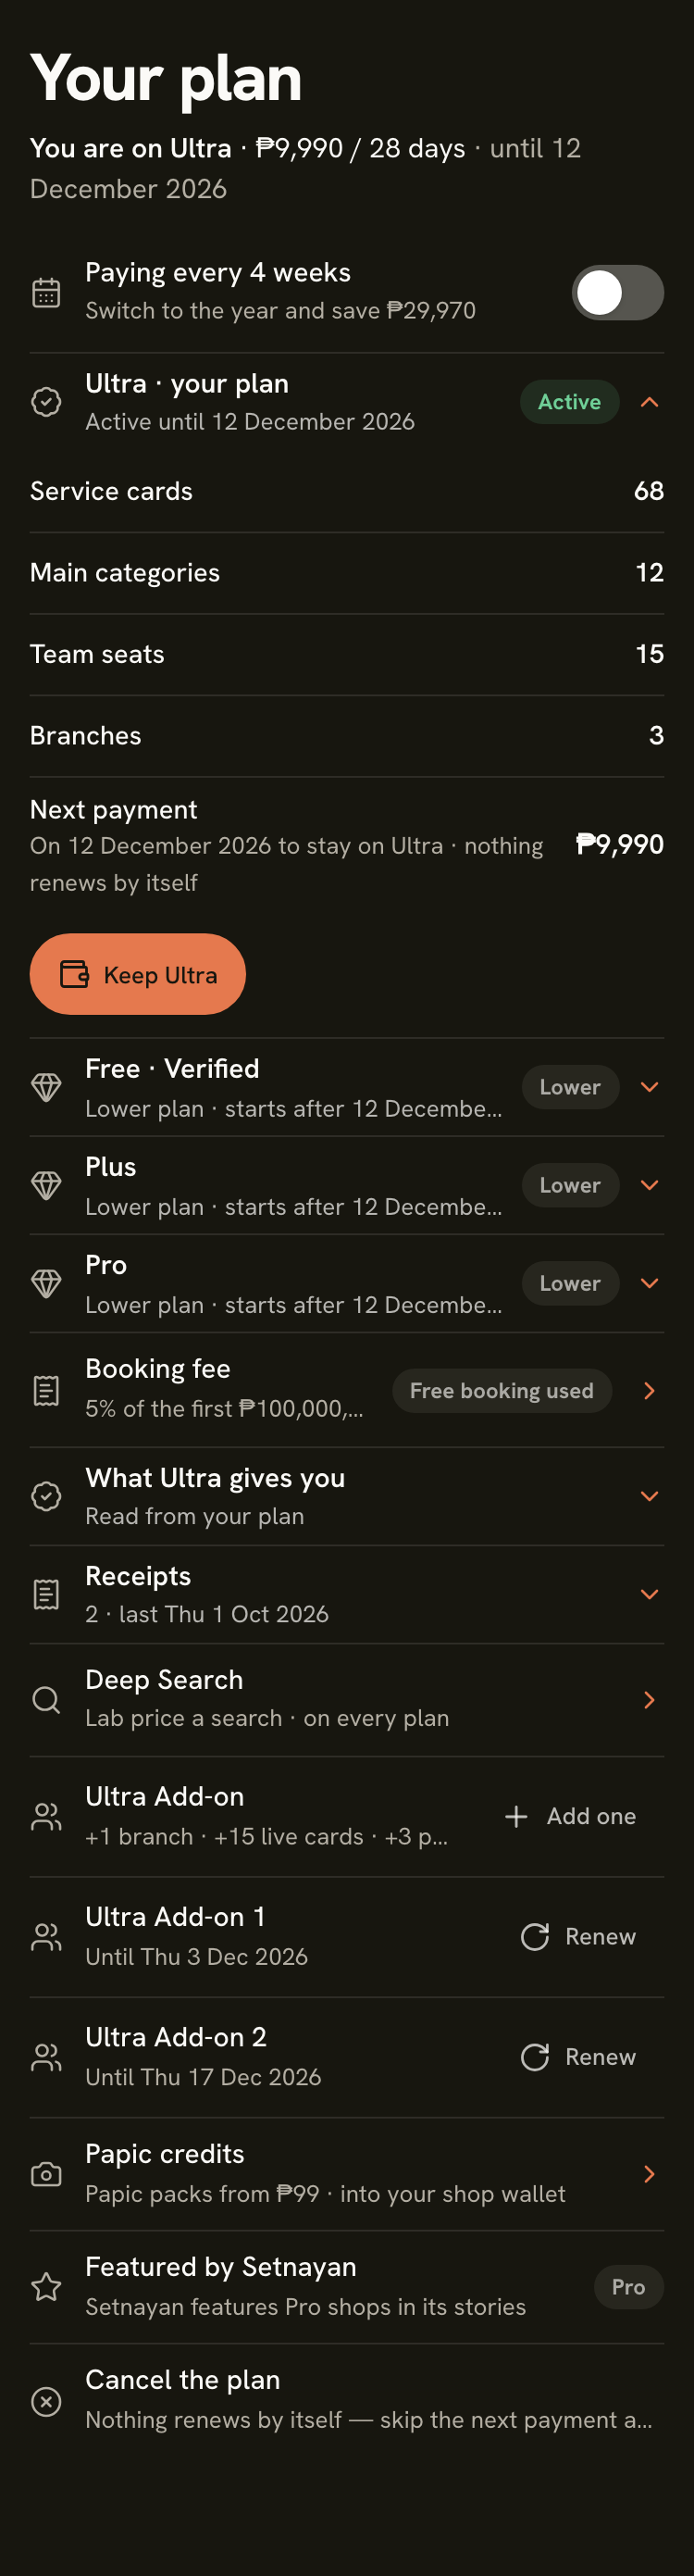 Your plan
You are on Ultra · ₱9,990 / 28 days · until 12
December 2026
Paying every 4 weeks
Switch to the year and save ₱29,970
Ultra · your plan
Active until 12 December 2026
Active
Service cards
68
Main categories
12
Team seats
15
Branches
3
Next payment
On 12 December 2026 to stay on Ultra · nothing
renews by itself
₱9,990
Keep Ultra
Free · Verified
Lower plan · starts after 12 Decembe...
Lower
Plus
Lower plan · starts after 12 Decembe...
Lower
Pro
Lower plan · starts after 12 Decembe...
Lower
Booking fee
5% of the first ₱100,000,...
Free booking used
What Ultra gives you
Read from your plan
Receipts
2 · last Thu 1 Oct 2026
Deep Search
Lab price a search · on every plan
Ultra Add-on
+1 branch · +15 live cards · +3 p...
Add one
Ultra Add-on 1
Until Thu 3 Dec 2026
Renew
Ultra Add-on 2
Until Thu 17 Dec 2026
Renew
Papic credits
Papic packs from ₱99 · into your shop wallet
Featured by Setnayan
Setnayan features Pro shops in its stories
Pro
Cancel the plan
Nothing renews by itself — skip the next payment a...